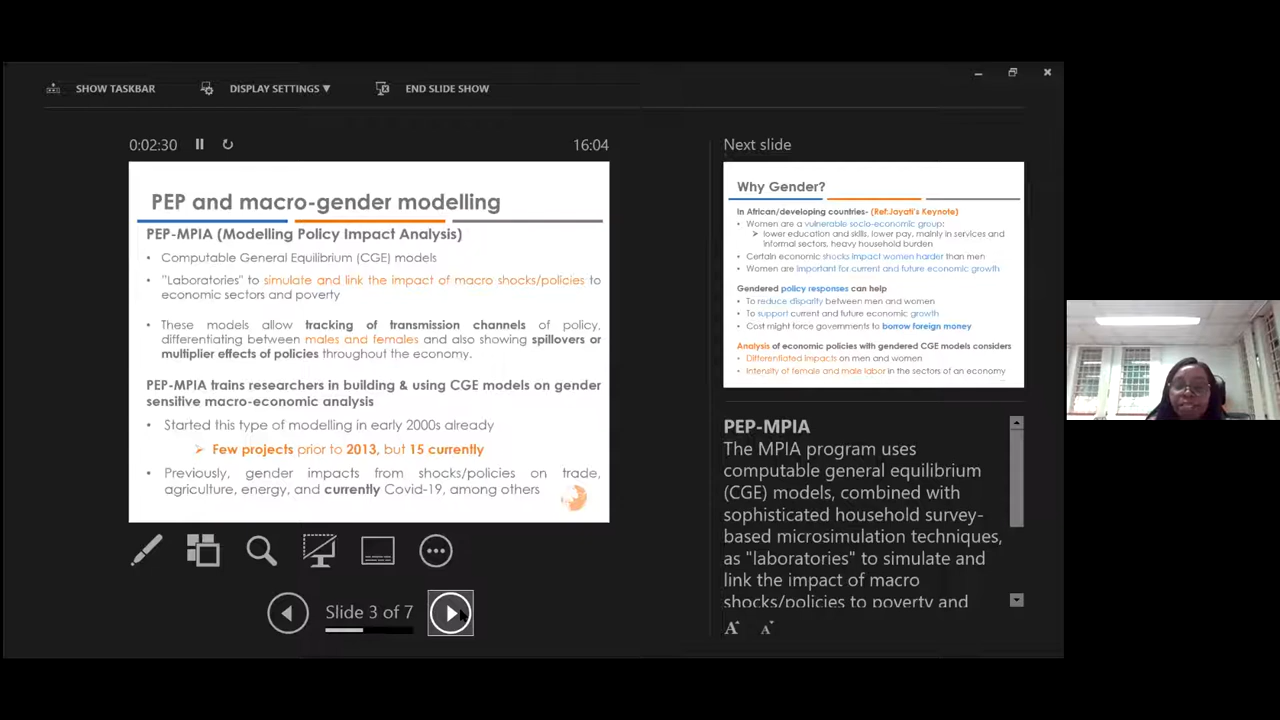 SHOW TASKBAR
DISPLAY SETTINGS ▼
END SLIDE SHOW
0:02:30
16:04
PEP and macro-gender modelling
PEP-MPIA (Modelling Policy Impact Analysis)
• Computable General Equilibrium (CGE) models
• "Laboratories" to simulate and link the impact of macro shocks/policies to
economic sectors and poverty
• These models allow tracking of transmission channels of policy,
differentiating between males and females and also showing spillovers or
multiplier effects of policies throughout the economy.
PEP-MPIA trains researchers in building & using CGE models on gender
sensitive macro-economic analysis
• Started this type of modelling in early 2000s already
➢ Few projects prior to 2013, but 15 currently
• Previously, gender impacts from shocks/policies on trade,
agriculture, energy, and currently Covid-19, among others
Slide 3 of 7
Next slide
Why Gender?
In African/developing countries- (Ref:Jayati's Keynote)
• Women are a vulnerable socio-economic group:
➢ lower education and skills, lower pay, mainly in services and
informal sectors, heavy household burden
• Certain economic shocks impact women harder than men
• Women are important for current and future economic growth
Gendered policy responses can help
• To reduce disparity between men and women
• To support current and future economic growth
• Cost might force governments to borrow foreign money
Analysis of economic policies with gendered CGE models considers
• Differentiated impacts on men and women
• Intensity of female and male labor in the sectors of an economy
PEP-MPIA
The MPIA program uses
computable general equilibrium
(CGE) models, combined with
sophisticated household survey-
based microsimulation techniques,
as "laboratories" to simulate and
link the impact of macro
shocks/policies to poverty and
A A